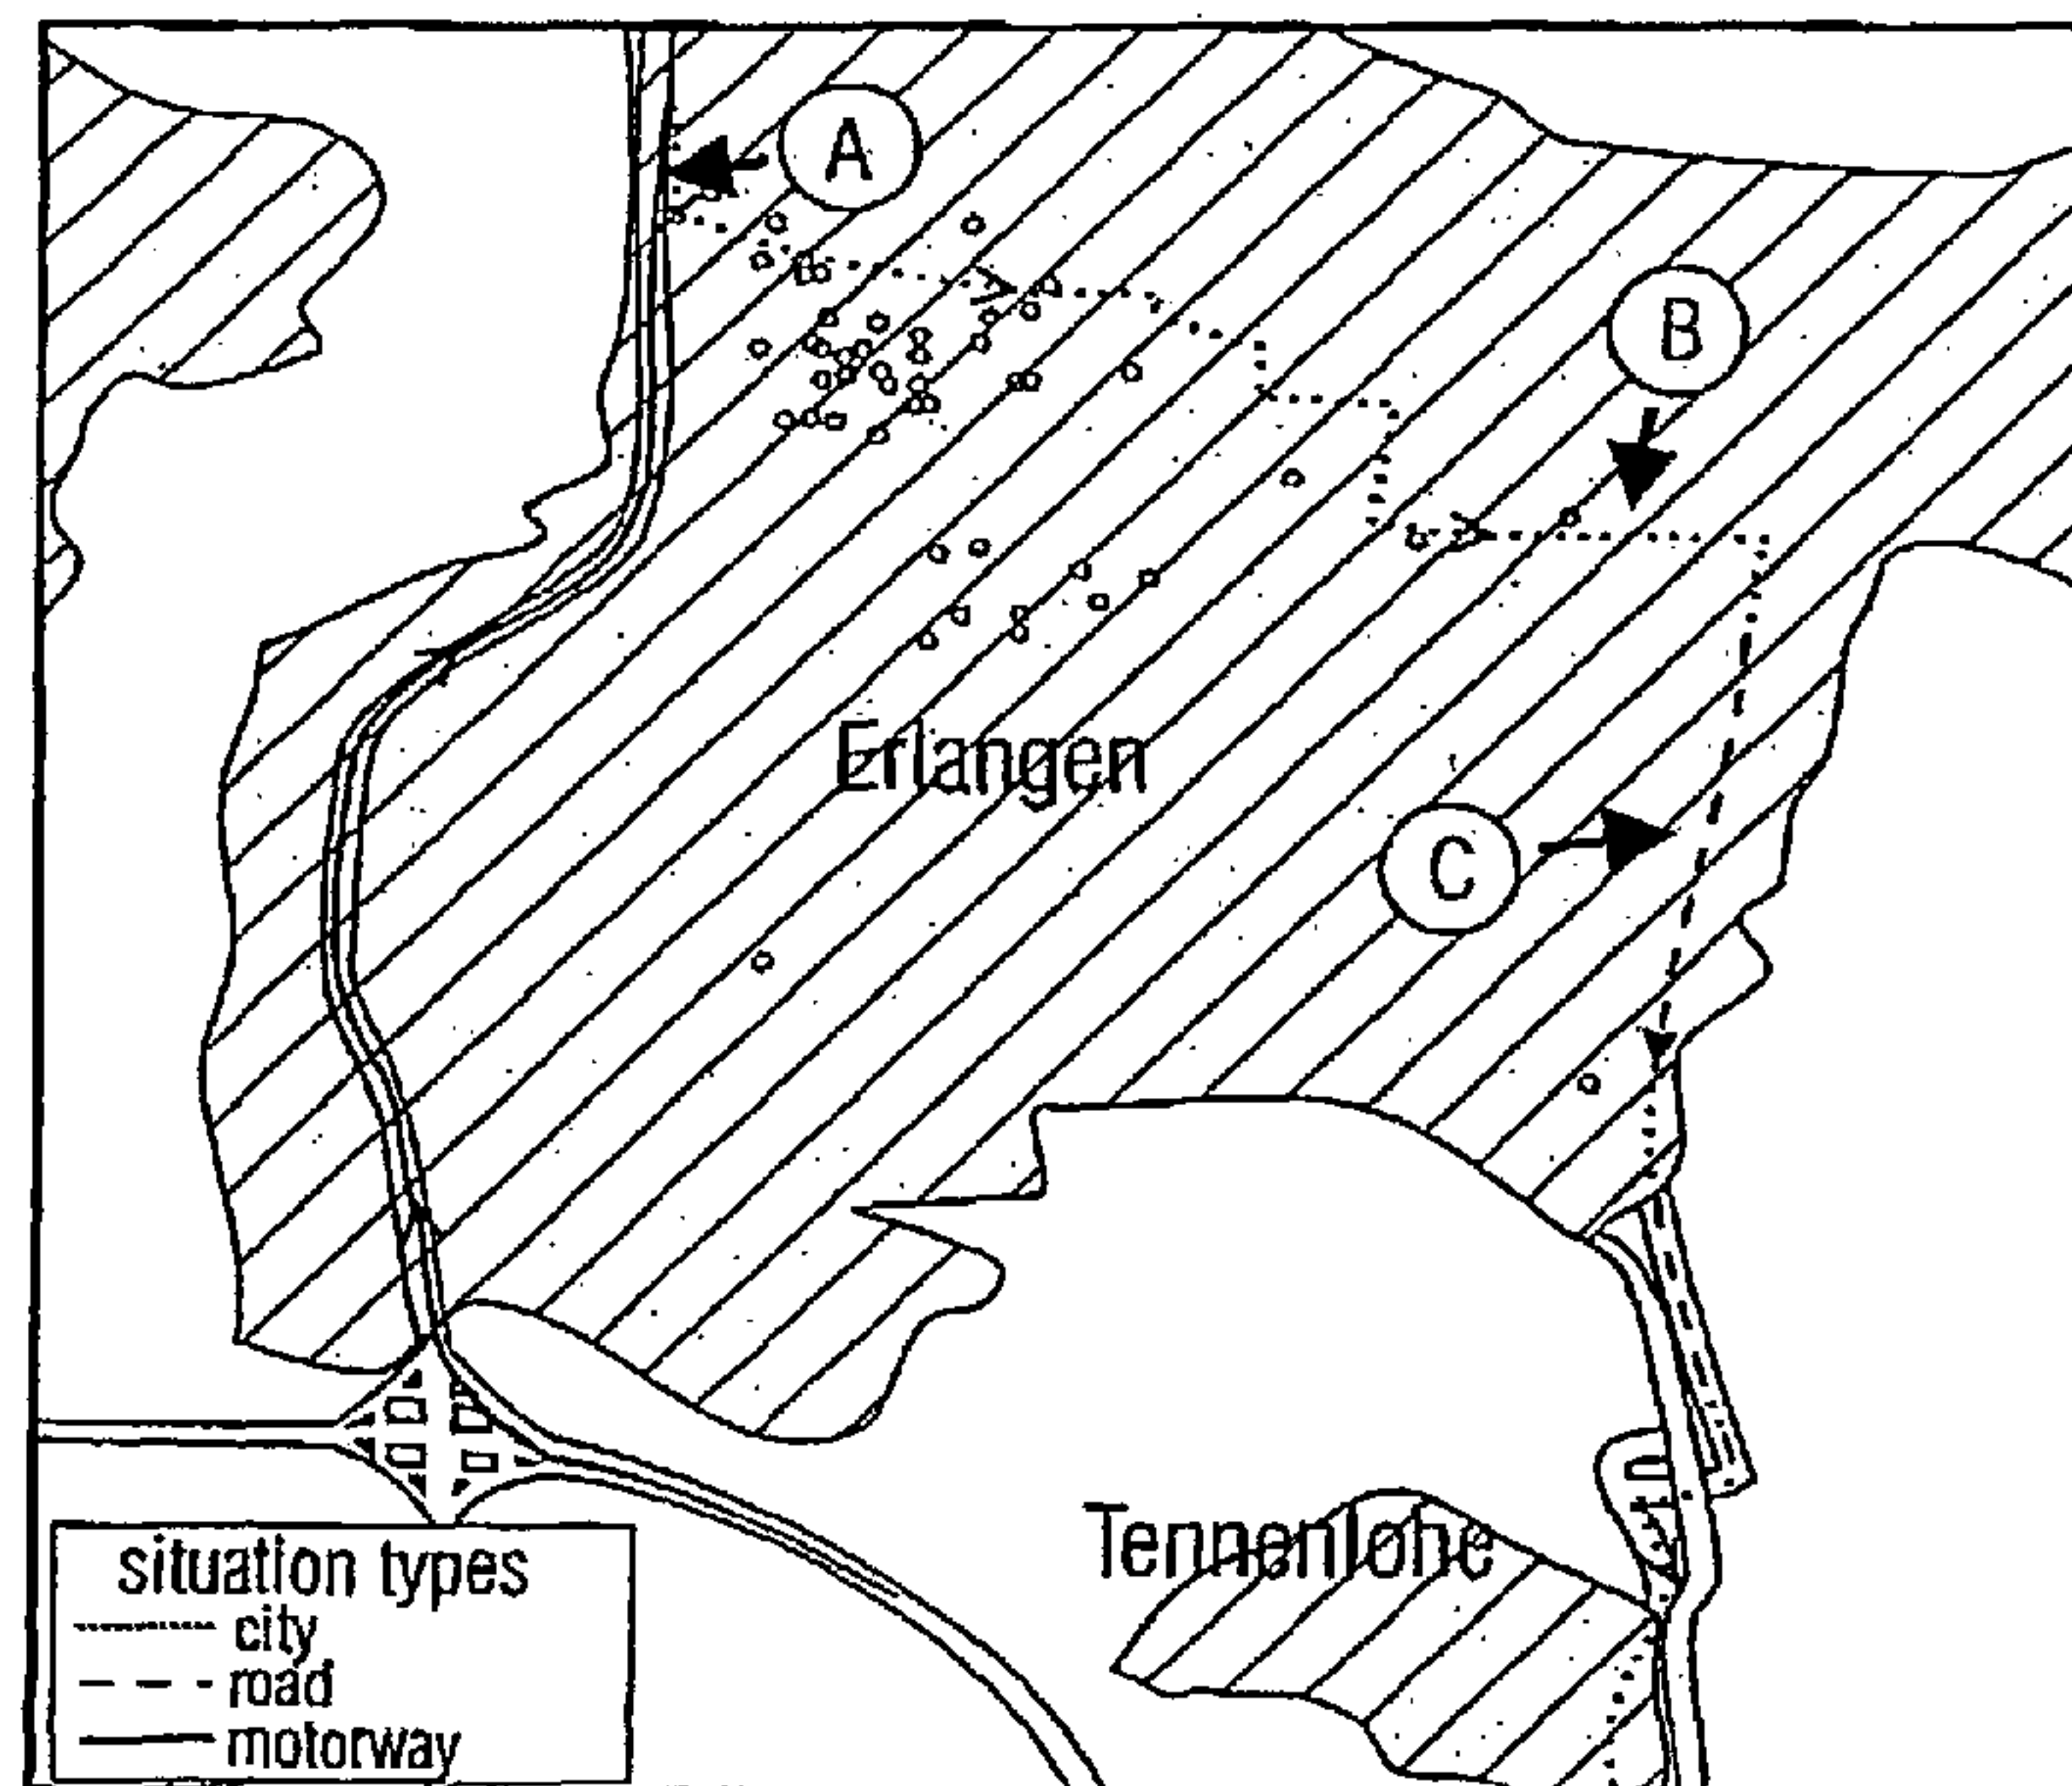 A
B
Erlangen
C
Tennenlohe
situation types
city
road
motorway